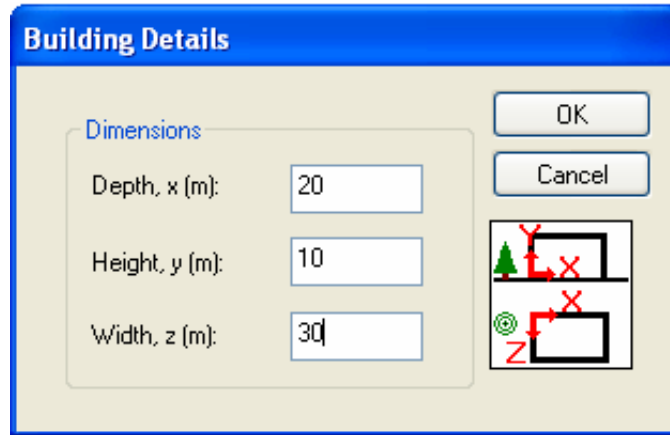 Building Details
OK
Dimensions
Cancel
Depth, x (m): 20
Height, y (m): 10
Width, z (m): 30
Y
X
X
Z